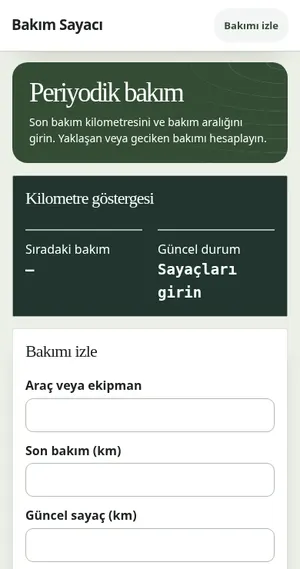 Bakım Sayacı
Bakımı izle
Periyodik bakım
Son bakım kilometresini ve bakım aralığını
girin. Yaklaşan veya geciken bakımı hesaplayın.
Kilometre göstergesi
Sıradaki bakım
—
Güncel durum
Sayaçları
girin
Bakımı izle
Araç veya ekipman
Son bakım (km)
Güncel sayaç (km)